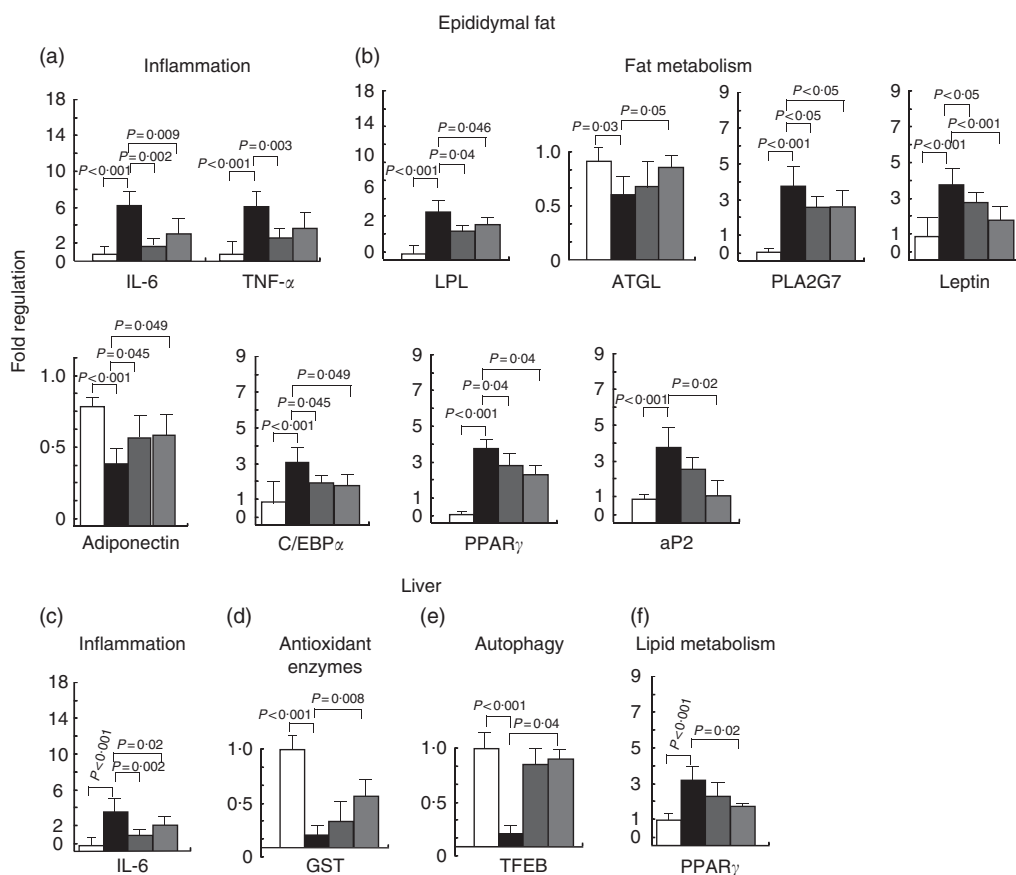 Epididymal fat
(a)
Inflammation
(b)
Fat metabolism
Fold regulation
18
14
10
6
2
0
P<0·001
P=0·002
P=0·009
IL-6
P<0·001
P=0·003
TNF-α
18
14
10
6
2
0
P<0·001
P=0·04
P=0·046
LPL
1.0
0.5
0
P=0·03
P=0·05
ATGL
9
7
5
3
1
0
P<0·001
P<0·05
P<0·05
PLA2G7
9
7
5
3
1
0
P<0·001
P<0·05
P<0·001
Leptin
1.0
0·5
0
P<0·001
P=0·045
P=0·049
Adiponectin
9
7
5
3
1
0
P<0·001
P=0·045
P=0·049
C/EBPα
9
7
5
3
1
0
P<0·001
P=0·04
P=0·04
PPARγ
9
7
5
3
1
0
P<0·001
P=0·02
aP2
Liver
(c)
Inflammation
18
14
10
6
2
0
P<0·001
P=0·002
P=0·02
IL-6
(d)
Antioxidant
enzymes
1·0
0·5
0
P<0·001
P=0·008
GST
(e)
Autophagy
1·0
0·5
0
P<0·001
P=0·04
TFEB
(f)
Lipid metabolism
9
7
5
3
1
0
P<0·001
P=0·02
PPARγ